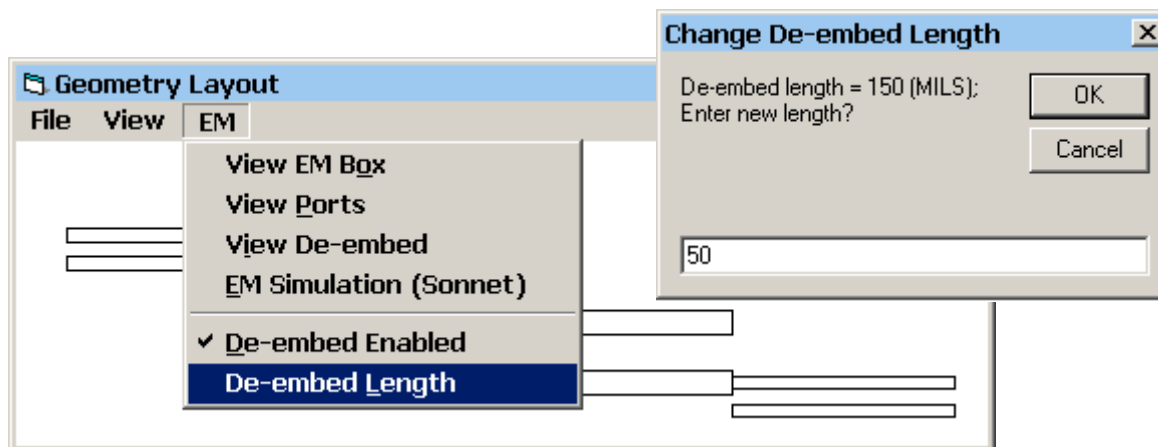 Change De-embed Length
De-embed length = 150 (MILS);
Enter new length?
OK
Cancel
50
Geometry Layout
File View EM
View EM Box
View Ports
View De-embed
EM Simulation (Sonnet)
De-embed Enabled
De-embed Length